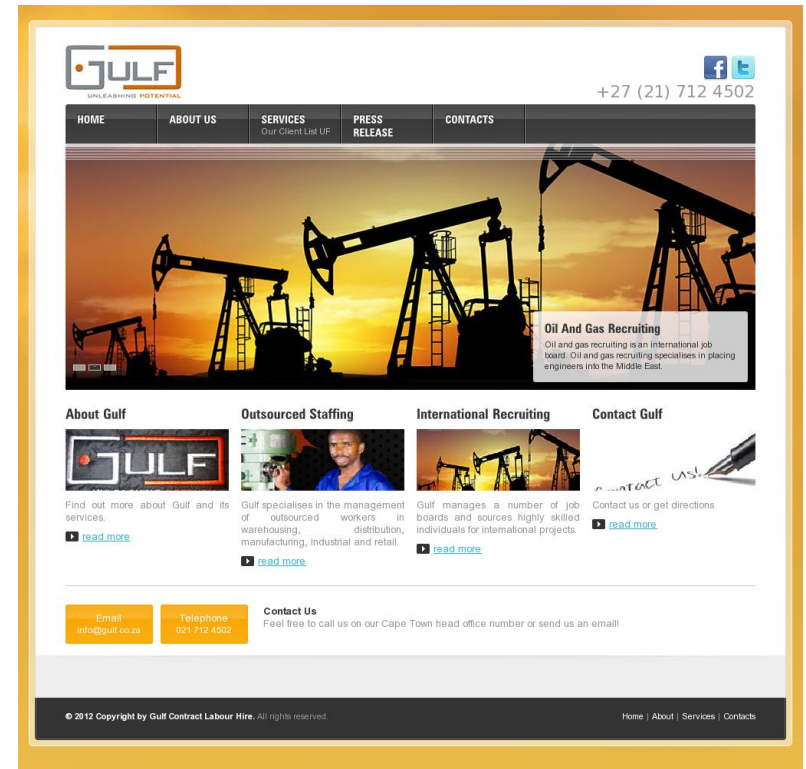 GULF
UNLEASHING POTENTIAL
+27 (21) 712 4502
HOME
ABOUT US
SERVICES
Our Client List UF
PRESS
RELEASE
CONTACTS
Oil And Gas Recruiting
Oil and gas recruiting is an international job
board. Oil and gas recruiting specialises in placing
engineers into the Middle East.
About Gulf
GULF
Find out more about Gulf and its
services.
read more
Outsourced Staffing
Gulf specialises in the management
of outsourced workers in
warehousing, distribution,
manufacturing, industrial and retail.
read more
International Recruiting
Gulf manages a number of job
boards and sources highly skilled
individuals for international projects.
read more
Contact Gulf
Contact us!
Contact us or get directions
read more
Email
info@gulf.co.za
Telephone
021 712 4502
Contact Us
Feel free to call us on our Cape Town head office number or send us an email!
© 2012 Copyright by Gulf Contract Labour Hire. All rights reserved.
Home | About | Services | Contacts